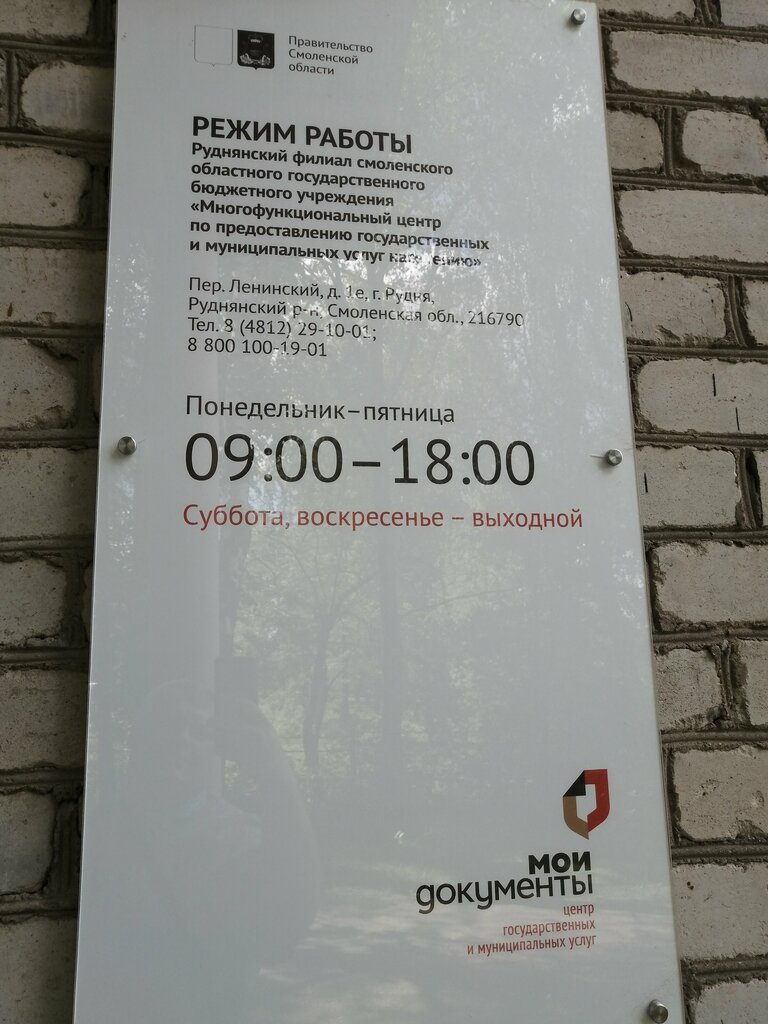 Правительство
Смоленской
области
РЕЖИМ РАБОТЫ
Руднянский филиал смоленского
областного государственного
бюджетного учреждения
«Многофункциональный центр
по предоставлению государственных
и муниципальных услуг населению»
Пер. Ленинский, д. 1е, г. Рудня,
Руднянский р-н, Смоленская обл., 216790
Тел. 8 (4812) 29-10-01;
8 800 100-19-01
Понедельник–пятница
09:00–18:00
Суббота, воскресенье – выходной
мои
документы
центр
государственных
и муниципальных услуг